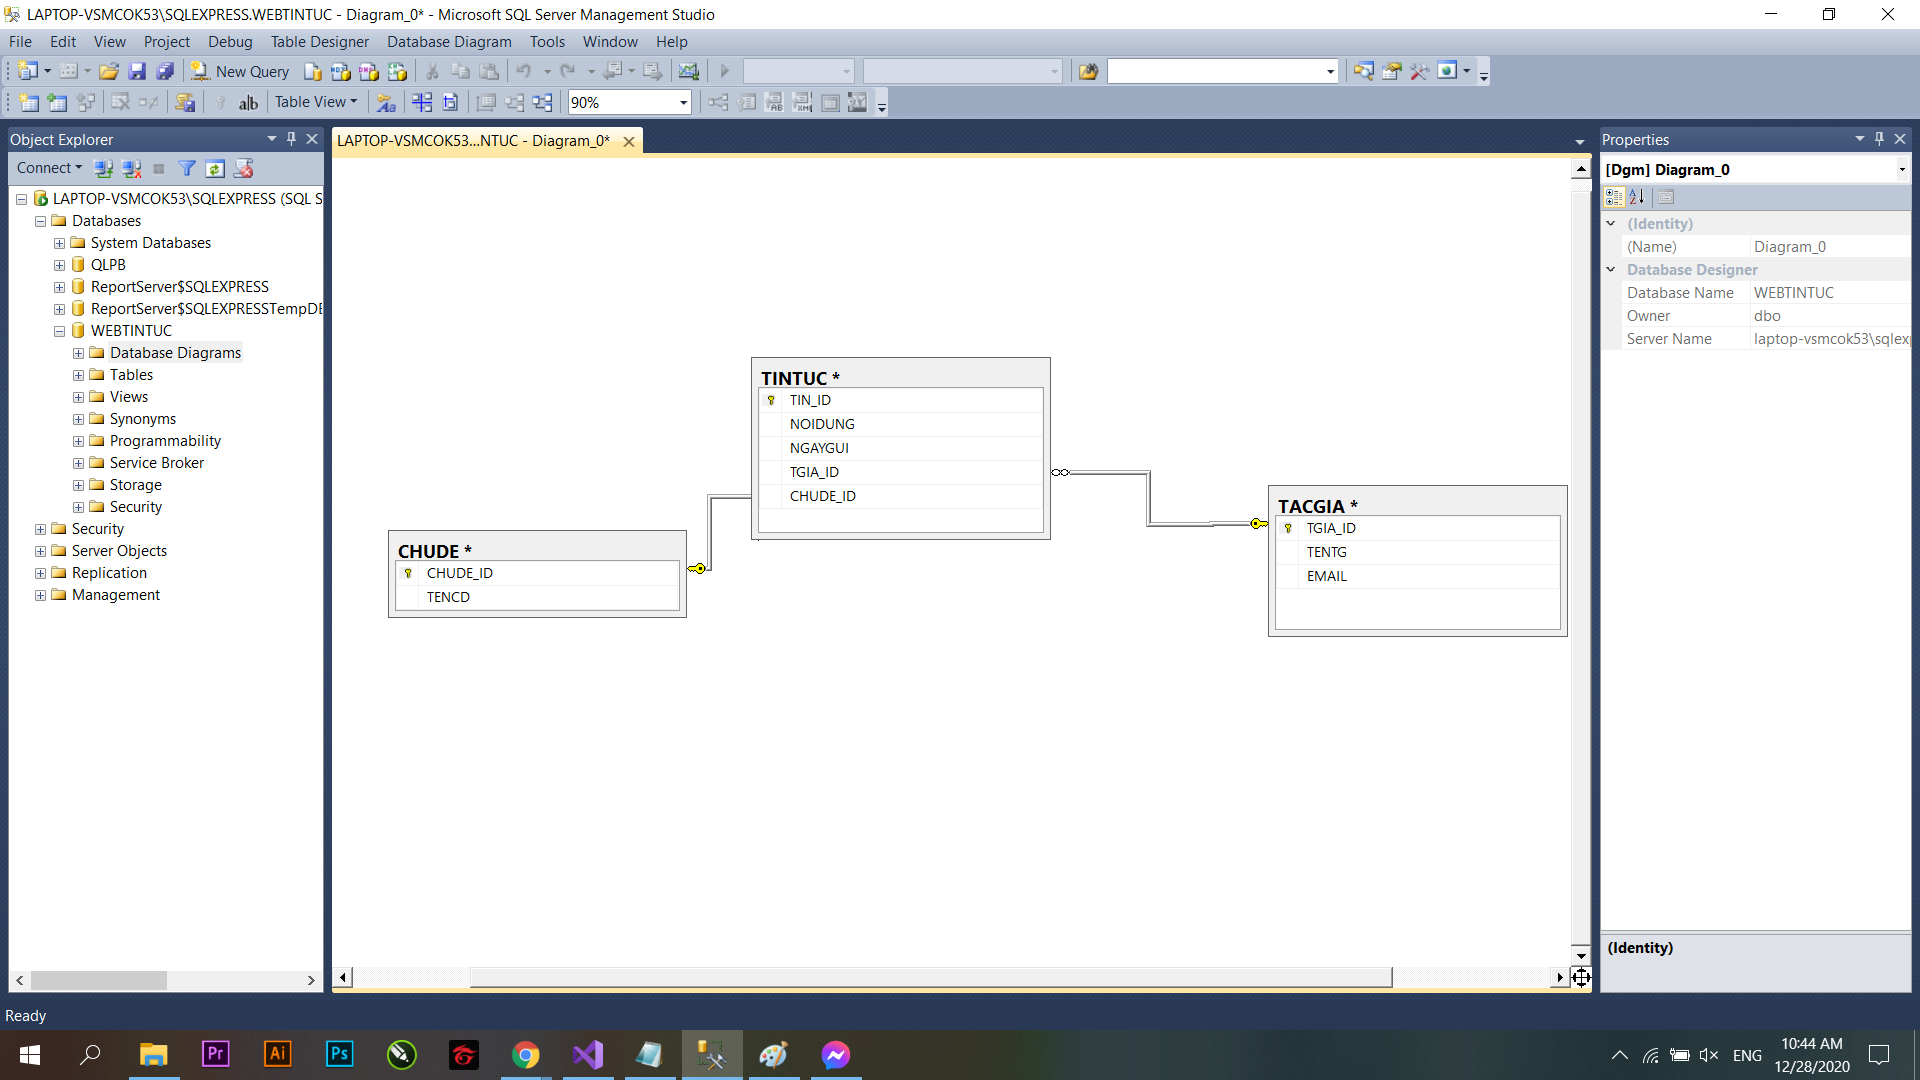 LAPTOP-VSMCOK53\SQLEXPRESS.WEBTINTUC - Diagram_0* - Microsoft SQL Server Management Studio
File Edit View Project Debug Table Designer Database Diagram Tools Window Help
New Query
Table View
90%
Object Explorer
Connect
LAPTOP-VSMCOK53\SQLEXPRESS (SQL S
Databases
System Databases
QLPB
ReportServer$SQLEXPRESS
ReportServer$SQLEXPRESSTempDE
WEBTINTUC
Database Diagrams
Tables
Views
Synonyms
Programmability
Service Broker
Storage
Security
Security
Server Objects
Replication
Management
LAPTOP-VSMCOK53...NTUC - Diagram_0*
TINTUC *
TIN_ID
NOIDUNG
NGAYGUI
TGIA_ID
CHUDE_ID
CHUDE *
CHUDE_ID
TENCD
TACGIA *
TGIA_ID
TENTG
EMAIL
Properties
[Dgm] Diagram_0
(Identity)
(Name) Diagram_0
Database Designer
Database Name WEBTINTUC
Owner dbo
Server Name laptop-vsmcok53\sqlexp
(Identity)
Ready
Pr Ai Ps
ENG
10:44 AM
12/28/2020